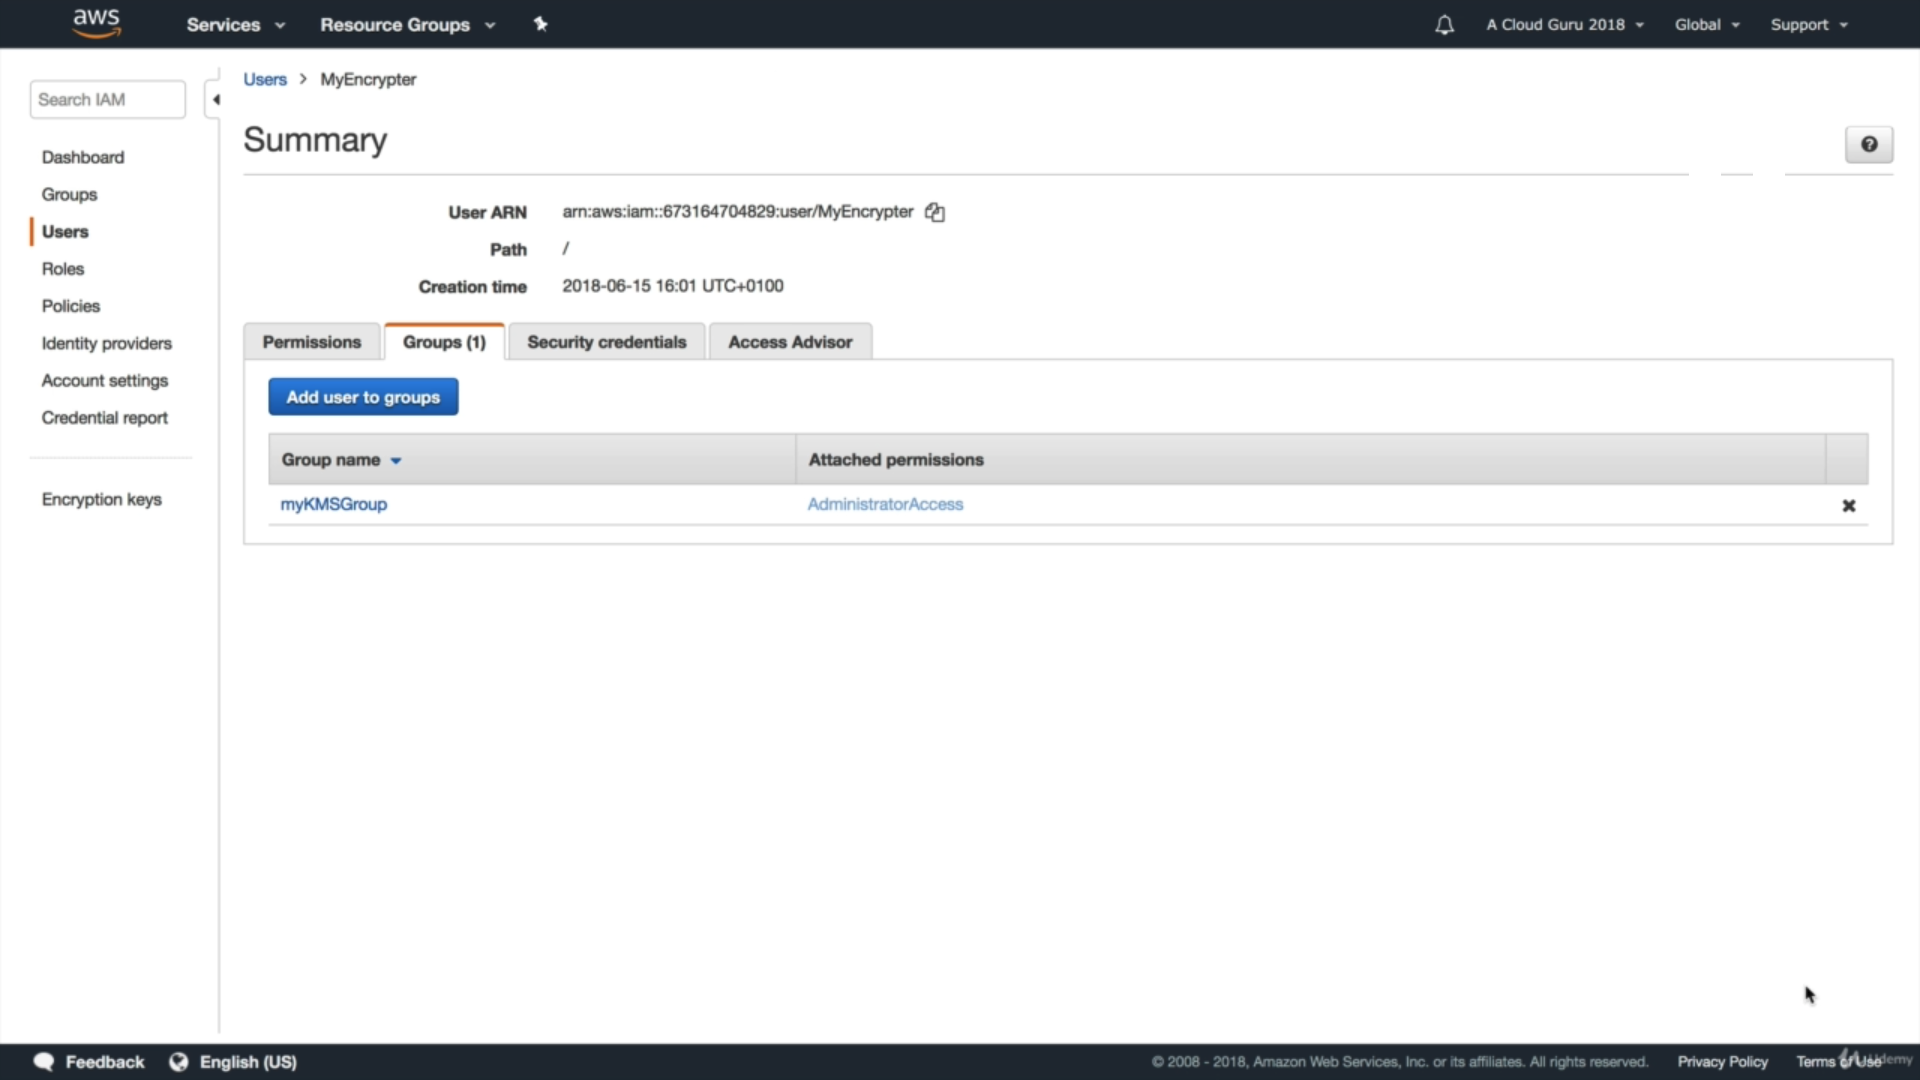 aws Services Resource Groups A Cloud Guru 2018 Global Support
Search IAM
Dashboard
Groups
Users
Roles
Policies
Identity providers
Account settings
Credential report
Encryption keys
Users > MyEncrypter
Summary
User ARN arn:aws:iam::673164704829:user/MyEncrypter
Path /
Creation time 2018-06-15 16:01 UTC+0100
Permissions Groups (1) Security credentials Access Advisor
Add user to groups
Group name Attached permissions
myKMSGroup AdministratorAccess
Feedback English (US) © 2008 - 2018, Amazon Web Services, Inc. or its affiliates. All rights reserved. Privacy Policy Terms of Use
Udemy